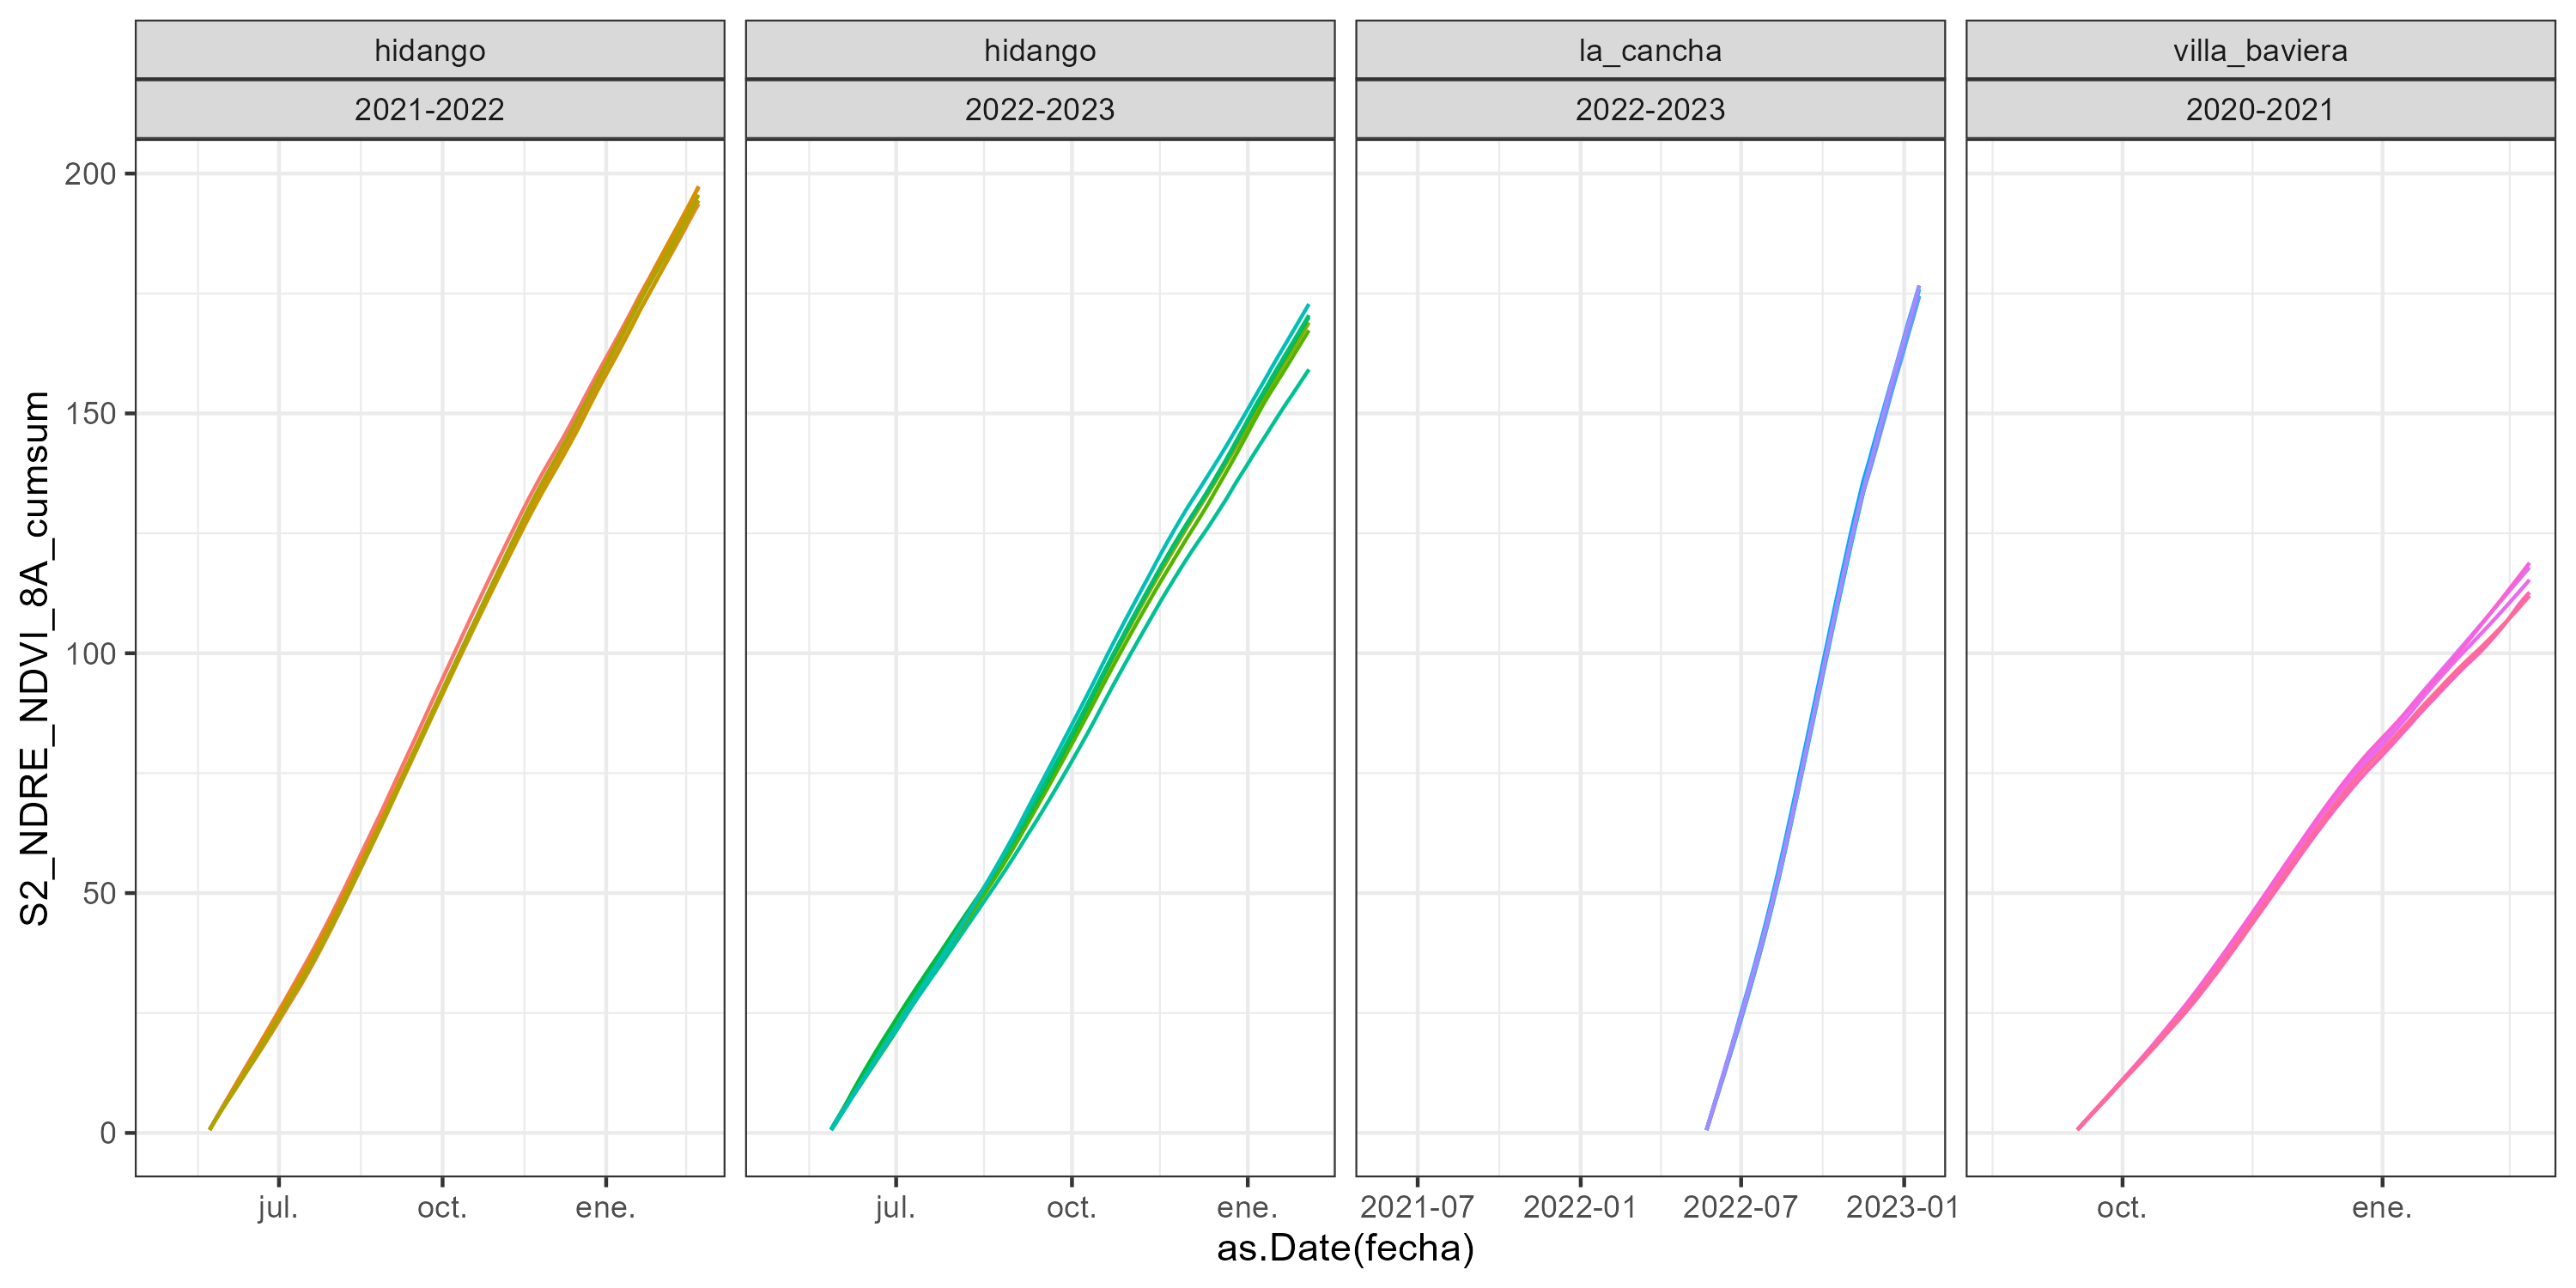 hidango hidango la_cancha villa_baviera
2021-2022 2022-2023 2022-2023 2020-2021
S2_NDRE_NDVI_8A_cumsum
200
150
100
50
0
jul. oct. ene. jul. oct. ene. 2021-07 2022-01 2022-07 2023-01 oct. ene.
as.Date(fecha)